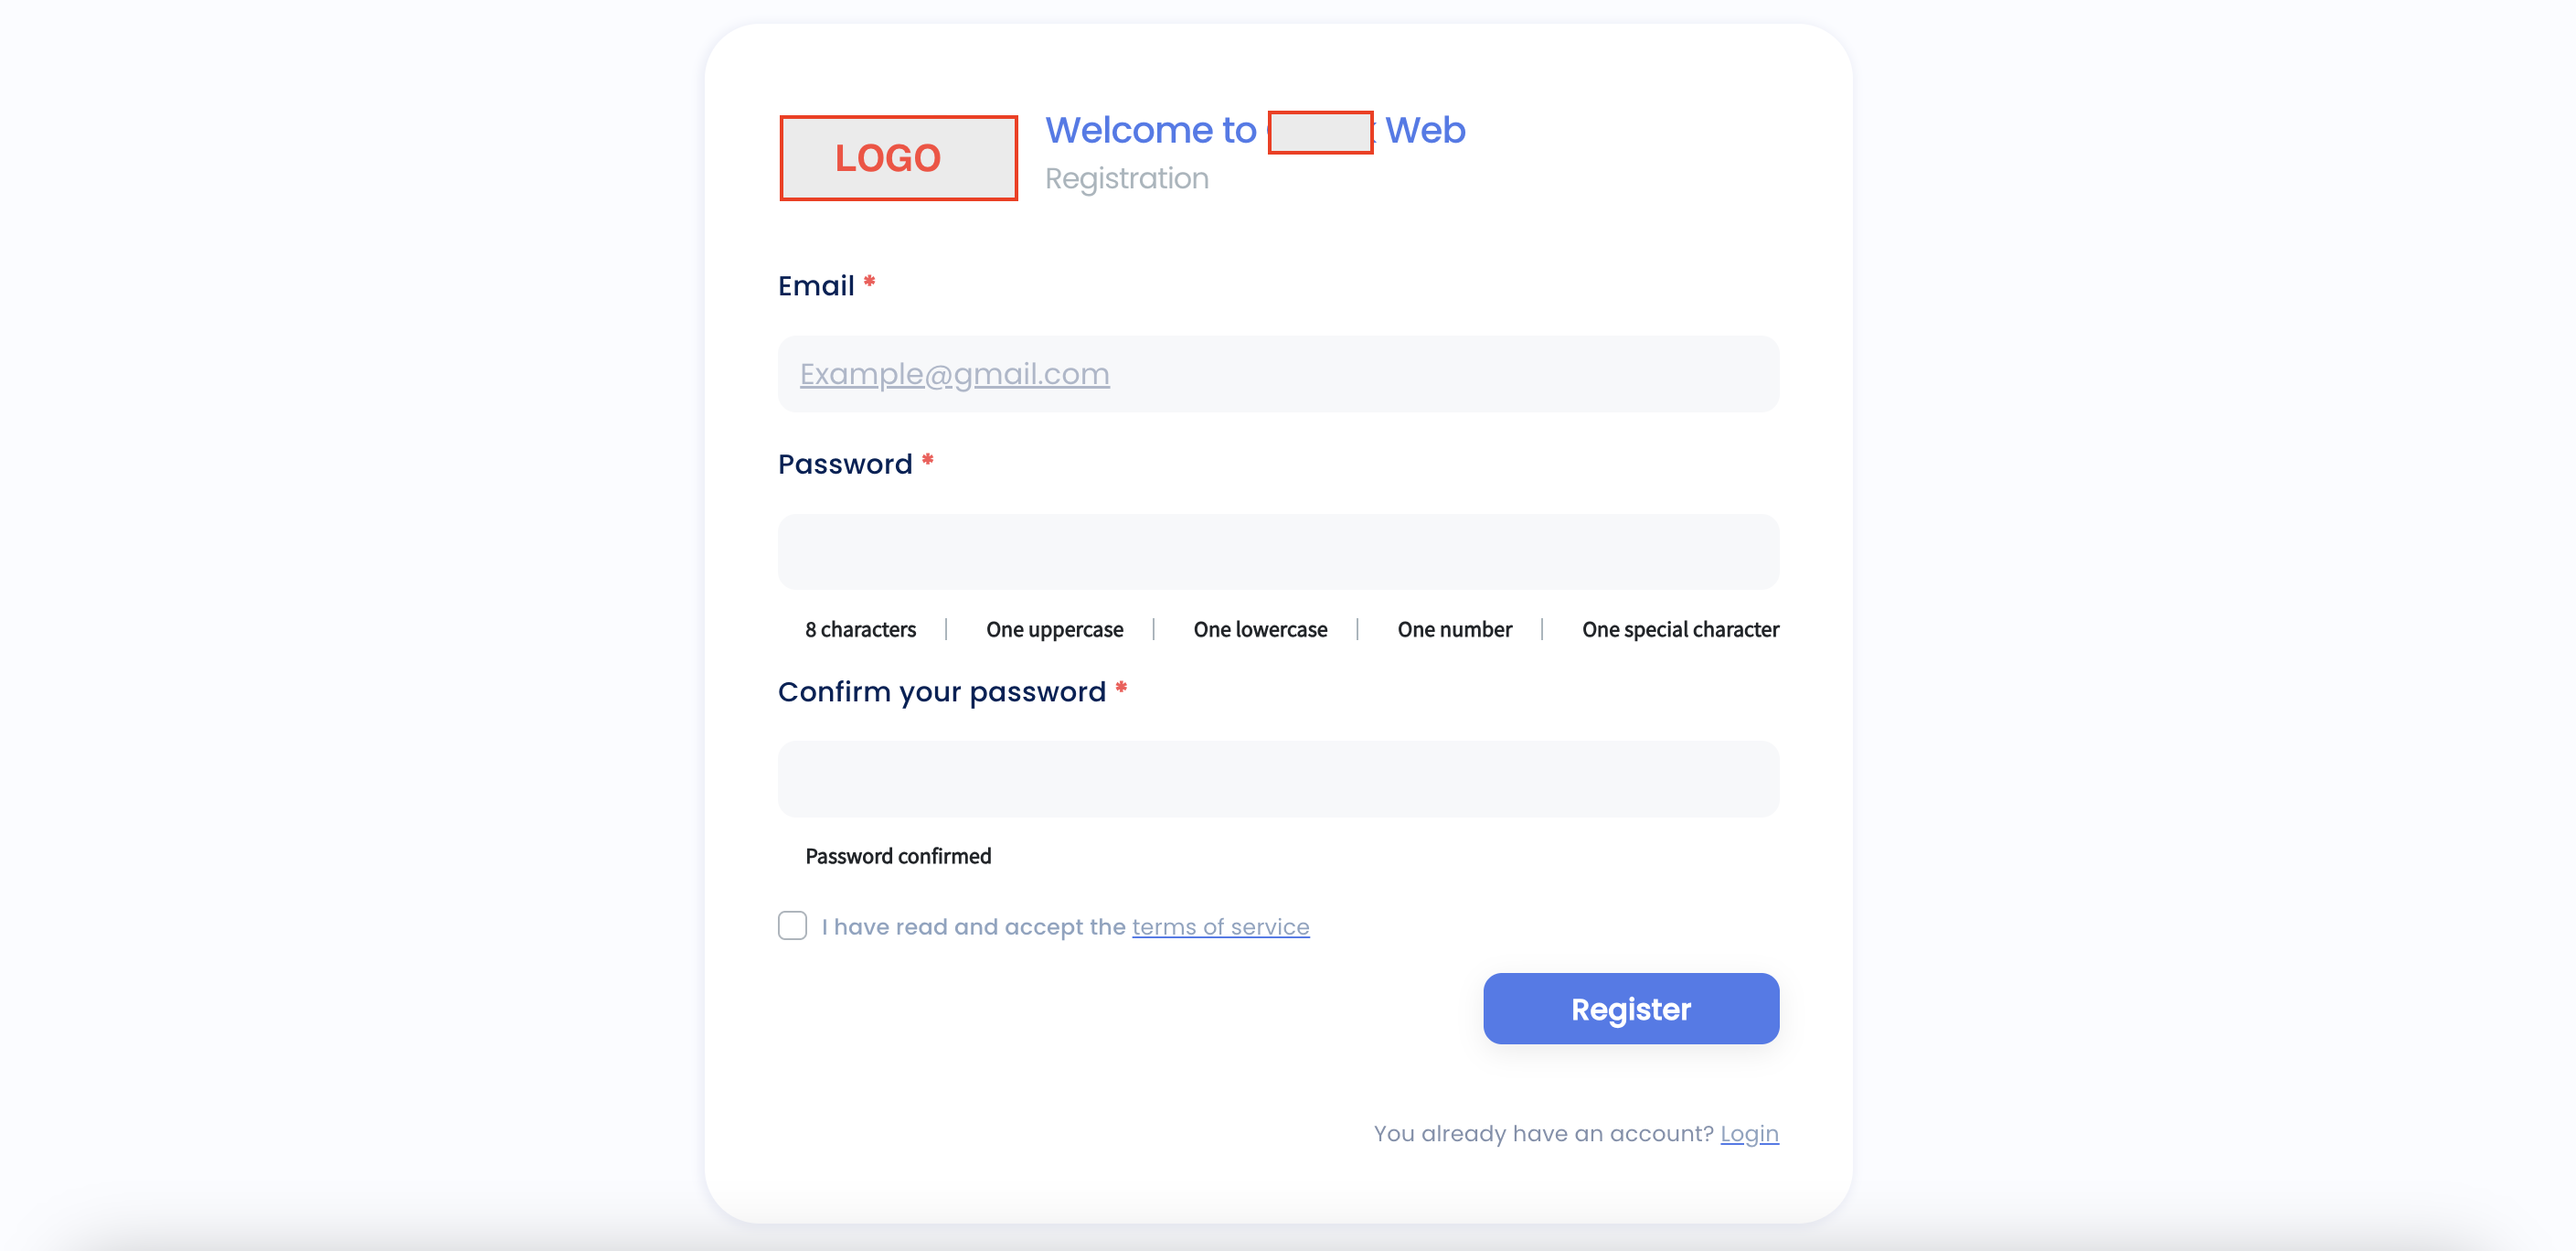 LOGO
Welcome to Web
Registration
Email *
Example@gmail.com
Password *
8 characters | One uppercase | One lowercase | One number | One special character
Confirm your password *
Password confirmed
I have read and accept the terms of service
Register
You already have an account? Login